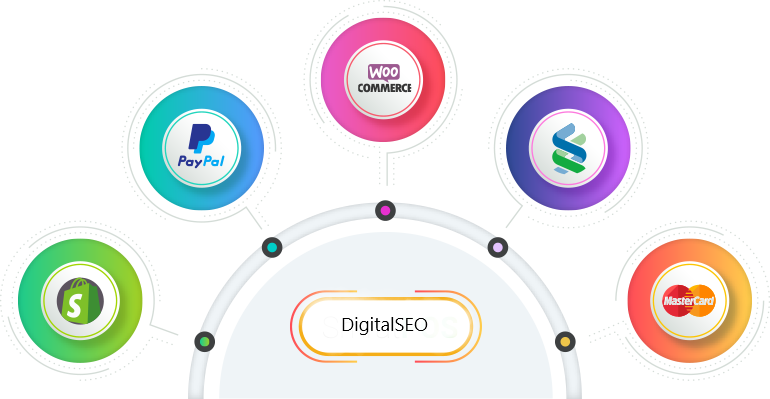 WOO
COMMERCE
PayPal
S
MasterCard
DigitalSEO